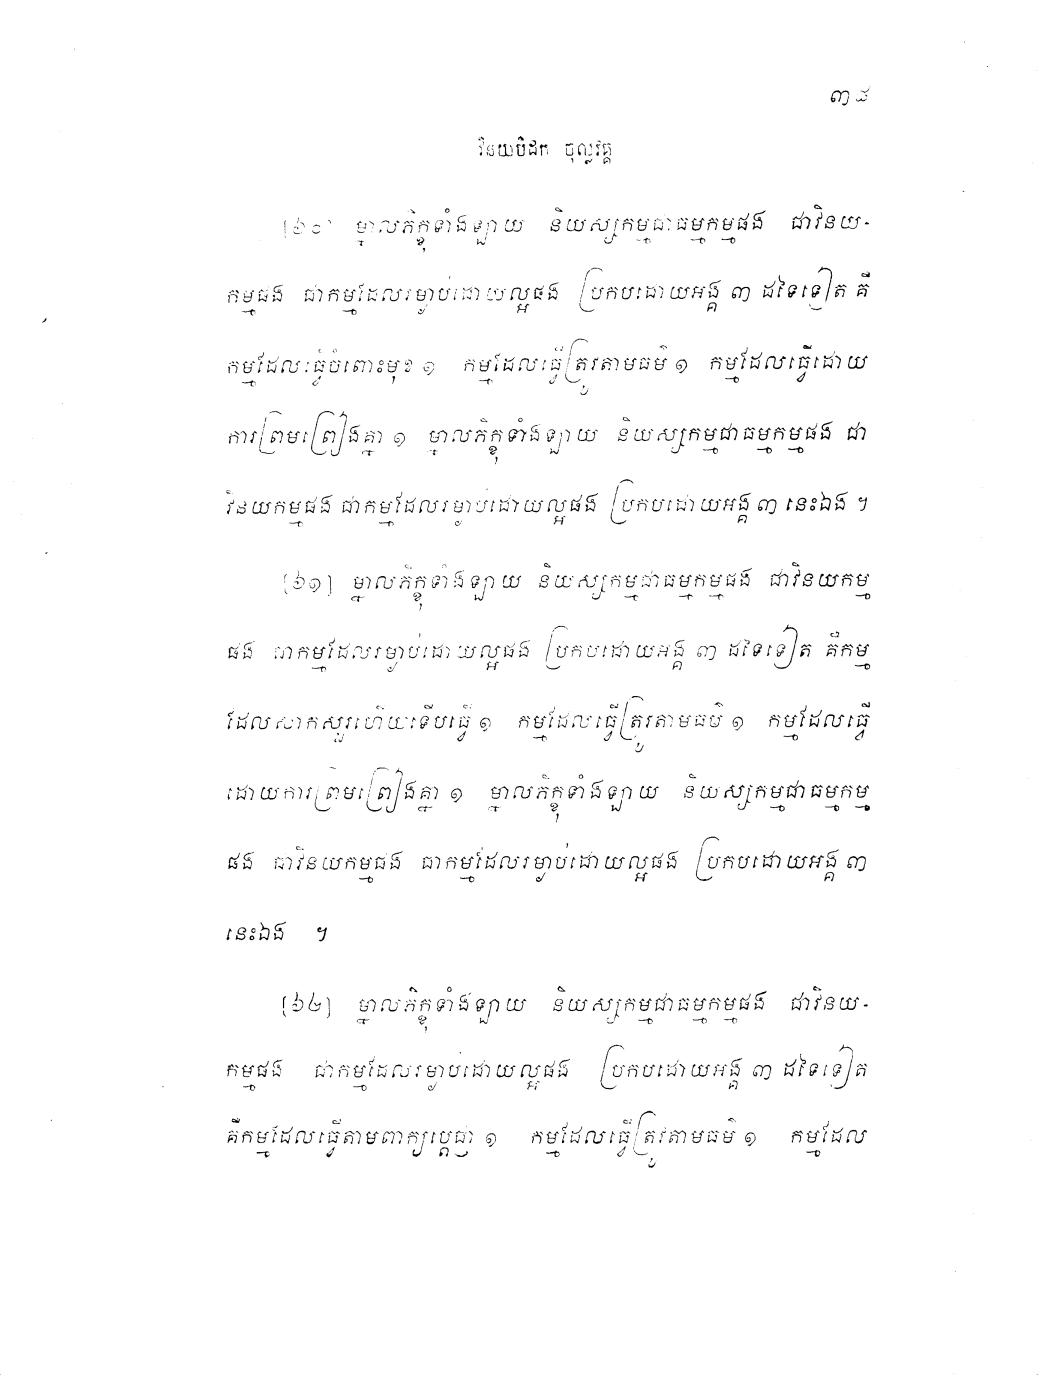 ៣៨
វិនយបិដក ចុល្លវគ្គ
[៦០] ម្នាលភិក្ខុទាំងឡាយ និយស្សកម្មជាធម្មកម្មផង ជាវិនយ-
កម្មផង ជាកម្មដែលរម្ងាប់ដោយល្អផង ប្រកបដោយអង្គ ៣ ដទៃទៀត គឺ
កម្មដែលធ្វើចំពោះមុខ ១ កម្មដែលធ្វើត្រូវតាមធម៌ ១ កម្មដែលធ្វើដោយ
ការព្រមព្រៀងគ្នា ១ ម្នាលភិក្ខុទាំងឡាយ និយស្សកម្មជាធម្មកម្មផង ជា
វិនយកម្មផង ជាកម្មដែលរម្ងាប់ដោយល្អផង ប្រកបដោយអង្គ ៣ នេះឯង ។
[៦១] ម្នាលភិក្ខុទាំងឡាយ និយស្សកម្មជាធម្មកម្មផង ជាវិនយកម្ម
ផង ជាកម្មដែលរម្ងាប់ដោយល្អផង ប្រកបដោយអង្គ ៣ ដទៃទៀត គឺកម្ម
ដែលសាកសួរហើយទើបធ្វើ ១ កម្មដែលធ្វើត្រូវតាមធម៌ ១ កម្មដែលធ្វើ
ដោយការព្រមព្រៀងគ្នា ១ ម្នាលភិក្ខុទាំងឡាយ និយស្សកម្មជាធម្មកម្ម
ផង ជាវិនយកម្មផង ជាកម្មដែលរម្ងាប់ដោយល្អផង ប្រកបដោយអង្គ ៣
នេះឯង ។
[៦២] ម្នាលភិក្ខុទាំងឡាយ និយស្សកម្មជាធម្មកម្មផង ជាវិនយ-
កម្មផង ជាកម្មដែលរម្ងាប់ដោយល្អផង ប្រកបដោយអង្គ ៣ ដទៃទៀត
គឺកម្មដែលធ្វើតាមពាក្យប្តេជ្ញា ១ កម្មដែលធ្វើត្រូវតាមធម៌ ១ កម្មដែល